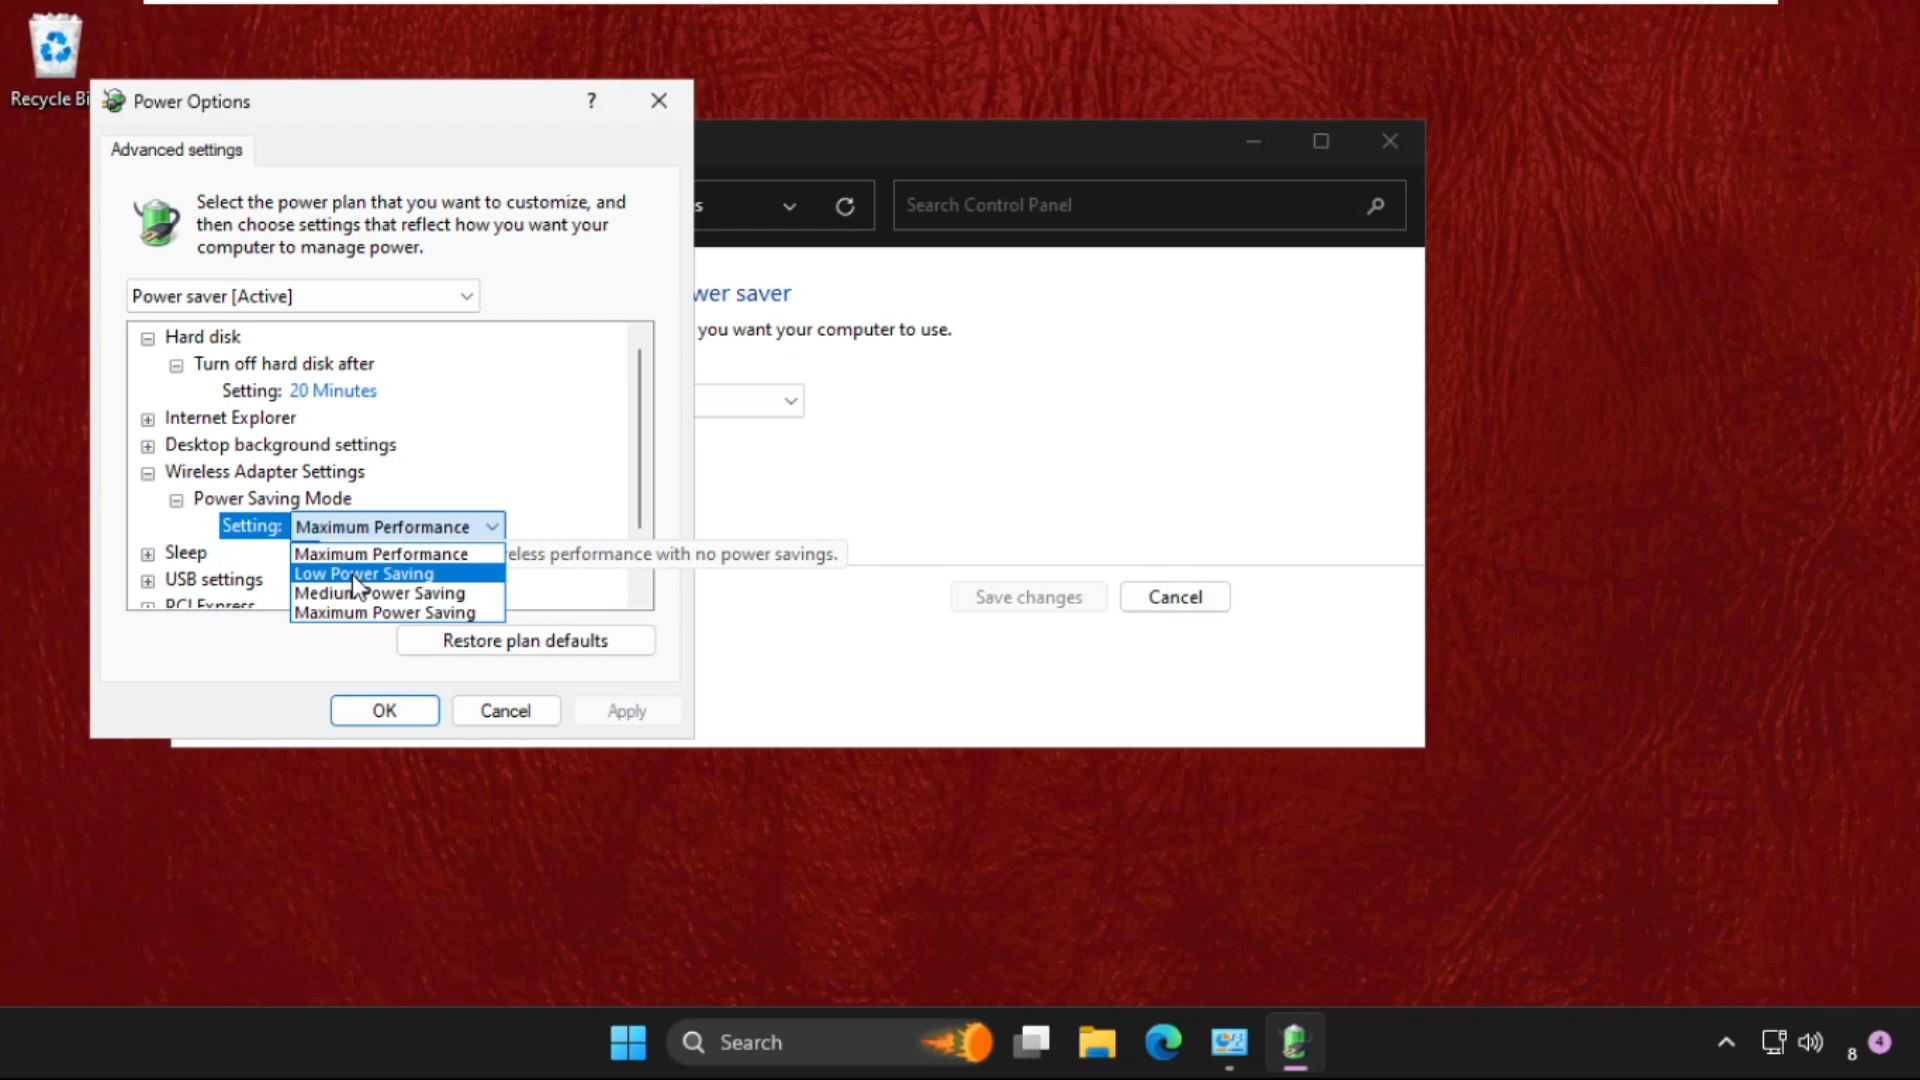 Recycle Bi
Power Options
?
Advanced settings
Select the power plan that you want to customize, and
then choose settings that reflect how you want your
computer to manage power.
Power saver [Active]
Hard disk
Turn off hard disk after
Setting: 20 Minutes
Internet Explorer
Desktop background settings
Wireless Adapter Settings
Power Saving Mode
Setting: Maximum Performance
Sleep
USB settings
PCI Express
Maximum Performance
Low Power Saving
Medium Power Saving
Maximum Power Saving
eless performance with no power savings.
Restore plan defaults
OK
Cancel
Apply
s
Search Control Panel
wer saver
you want your computer to use.
Save changes
Cancel
Search
8
4